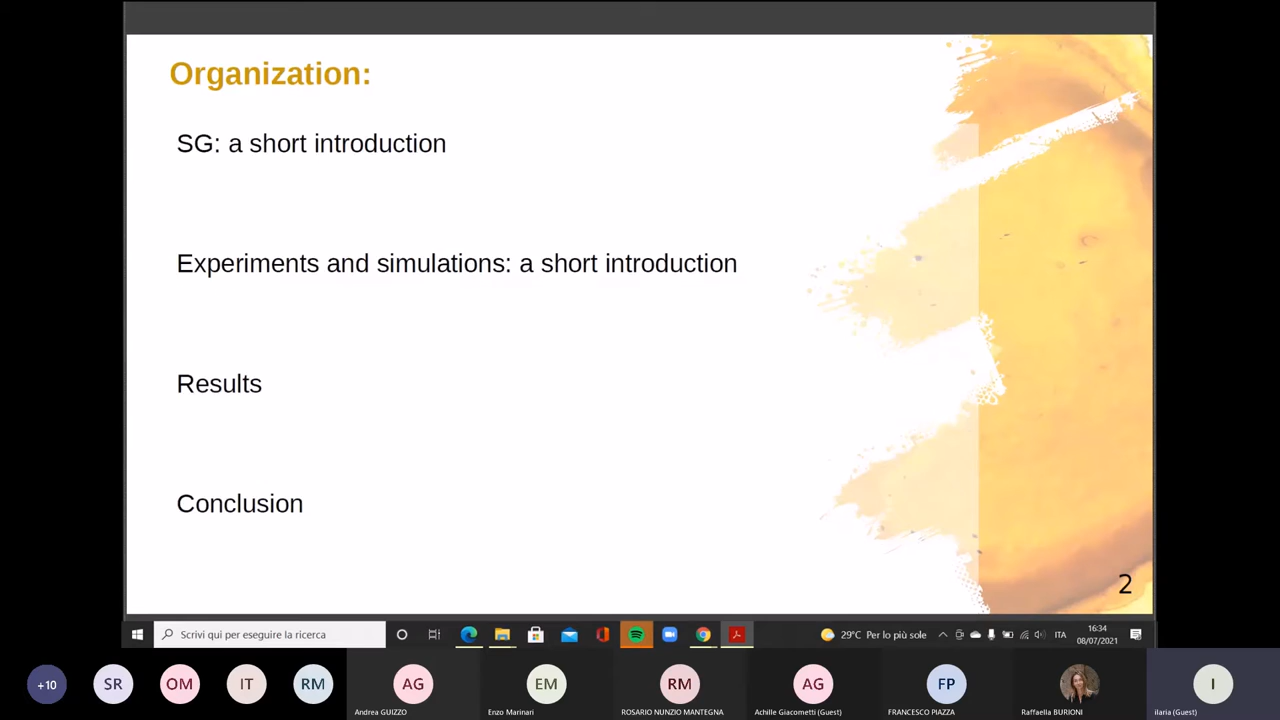 Organization:
SG: a short introduction
Experiments and simulations: a short introduction
Results
Conclusion
2
Scrivi qui per eseguire la ricerca
29°C Per lo più sole
ITA
16:34
08/07/2021
+10
SR
OM
IT
RM
AG
EM
RM
AG
FP
I
Andrea GUIZZO
Enzo Marinari
ROSARIO NUNZIO MANTEGNA
Achille Giacometti (Guest)
FRANCESCO PIAZZA
Raffaella BURIONI
ilaria (Guest)